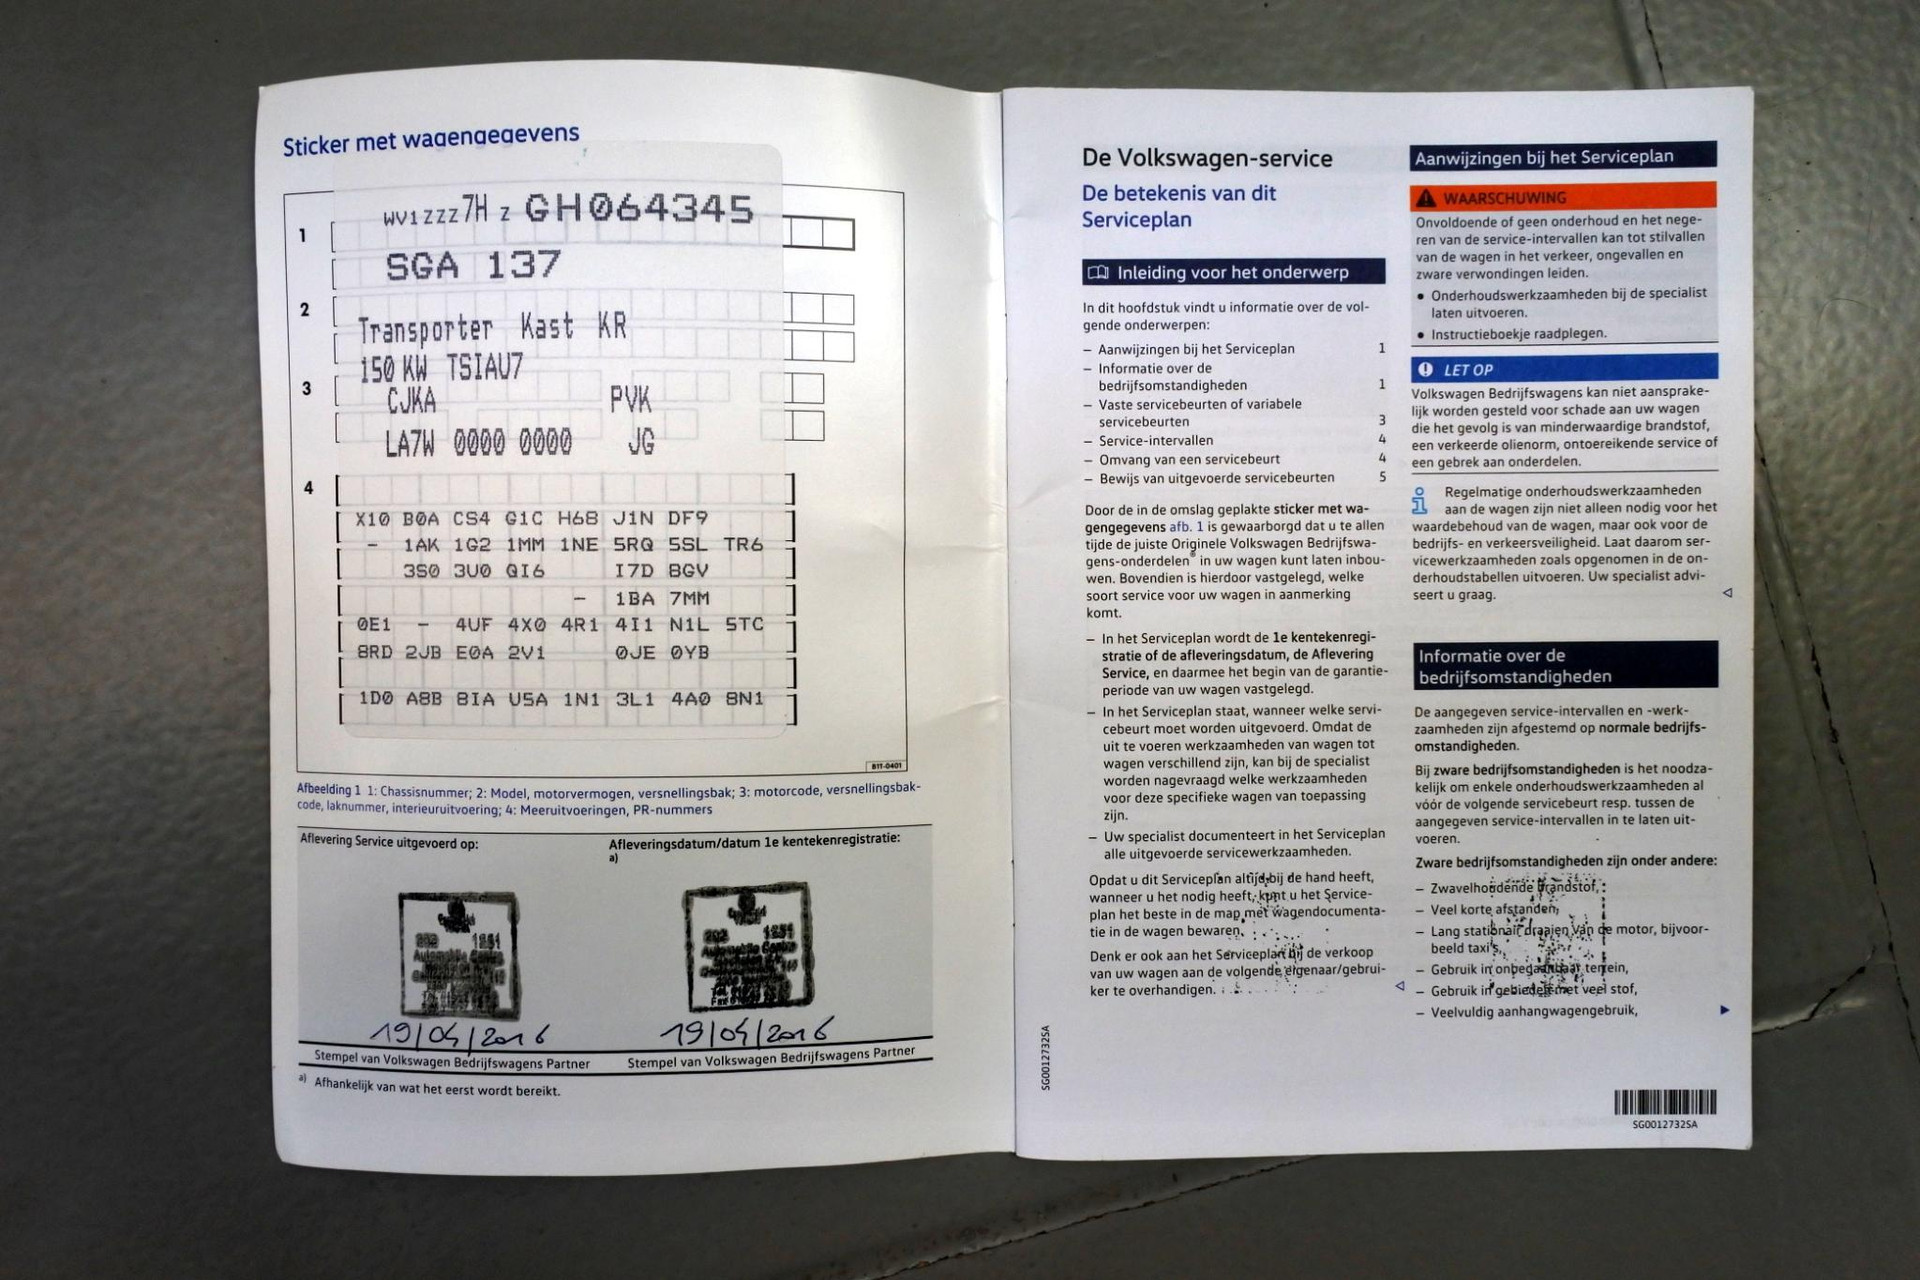 Sticker met wagengegevens
1
WV1ZZZ7H Z GH064345
SGA 137
2
Transporter Kast KR
150 KW TSIAU7
3
CJKA PVK
LA7W 0000 0000 JG
4
X10 B0A CS4 G1C H68 J1N DF9
- 1AK 1G2 1MM 1NE 5RQ 5SL TR6
3S0 3U0 QI6 I7D 8GV
- 1BA 7MM
0E1 - 4UF 4X0 4R1 4I1 N1L 5TC
8RD 2JB E0A 2V1 0JE 0YB
1D0 A8B 8IA U5A 1N1 3L1 4A0 8N1
B1T-0401
Afbeelding 1 1: Chassisnummer; 2: Model, motorvermogen, versnellingsbak; 3: motorcode, versnellingsbak-
code, laknummer, interieuruitvoering; 4: Meeruitvoeringen, PR-nummers
Aflevering Service uitgevoerd op:
Afleveringsdatum/datum 1e kentekenregistratie:
a)
202 1251
Automobile
202 1251
Automobile
19/04/2016
19/04/2016
Stempel van Volkswagen Bedrijfswagens Partner
Stempel van Volkswagen Bedrijfswagens Partner
a) Afhankelijk van wat het eerst wordt bereikt.
De Volkswagen-service
De betekenis van dit
Serviceplan
Inleiding voor het onderwerp
In dit hoofdstuk vindt u informatie over de vol-
gende onderwerpen:
– Aanwijzingen bij het Serviceplan 1
– Informatie over de
bedrijfsomstandigheden 1
– Vaste servicebeurten of variabele
servicebeurten 3
– Service-intervallen 4
– Omvang van een servicebeurt 4
– Bewijs van uitgevoerde servicebeurten 5
Door de in de omslag geplakte sticker met wa-
gengegevens afb. 1 is gewaarborgd dat u te allen
tijde de juiste Originele Volkswagen Bedrijfswa-
gens-onderdelen® in uw wagen kunt laten inbou-
wen. Bovendien is hierdoor vastgelegd, welke
soort service voor uw wagen in aanmerking
komt.
– In het Serviceplan wordt de 1e kentekenregi-
stratie of de afleveringsdatum, de Aflevering
Service, en daarmee het begin van de garantie-
periode van uw wagen vastgelegd.
– In het Serviceplan staat, wanneer welke servi-
cebeurt moet worden uitgevoerd. Omdat de
uit te voeren werkzaamheden van wagen tot
wagen verschillend zijn, kan bij de specialist
worden nagevraagd welke werkzaamheden
voor deze specifieke wagen van toepassing
zijn.
– Uw specialist documenteert in het Serviceplan
alle uitgevoerde servicewerkzaamheden.
Opdat u dit Serviceplan altijd bij de hand heeft,
wanneer u het nodig heeft, kunt u het Service-
plan het beste in de map met wagendocumenta-
tie in de wagen bewaren.
Denk er ook aan het Serviceplan bij de verkoop
van uw wagen aan de volgende eigenaar/gebrui-
ker te overhandigen.
SG0012732SA
Aanwijzingen bij het Serviceplan
WAARSCHUWING
Onvoldoende of geen onderhoud en het nege-
ren van de service-intervallen kan tot stilvallen
van de wagen in het verkeer, ongevallen en
zware verwondingen leiden.
• Onderhoudswerkzaamheden bij de specialist
laten uitvoeren.
• Instructieboekje raadplegen.
LET OP
Volkswagen Bedrijfswagens kan niet aansprake-
lijk worden gesteld voor schade aan uw wagen
die het gevolg is van minderwaardige brandstof,
een verkeerde olienorm, ontoereikende service of
een gebrek aan onderdelen.
Regelmatige onderhoudswerkzaamheden
aan de wagen zijn niet alleen nodig voor het
waardebehoud van de wagen, maar ook voor de
bedrijfs- en verkeersveiligheid. Laat daarom ser-
vicewerkzaamheden zoals opgenomen in de on-
derhoudstabellen uitvoeren. Uw specialist advi-
seert u graag.
Informatie over de
bedrijfsomstandigheden
De aangegeven service-intervallen en -werk-
zaamheden zijn afgestemd op normale bedrijfs-
omstandigheden.
Bij zware bedrijfsomstandigheden is het noodza-
kelijk om enkele onderhoudswerkzaamheden al
vóór de volgende servicebeurt resp. tussen de
aangegeven service-intervallen in te laten uit-
voeren.
Zware bedrijfsomstandigheden zijn onder andere:
– Zwavelhoudende brandstof,
– Veel korte afstanden,
– Lang stationair draaien van de motor, bijvoor-
beeld taxi's,
– Gebruik in onbegaanbaar terrein,
– Gebruik in gebieden met veel stof,
– Veelvuldig aanhangwagengebruik,
SG0012732SA